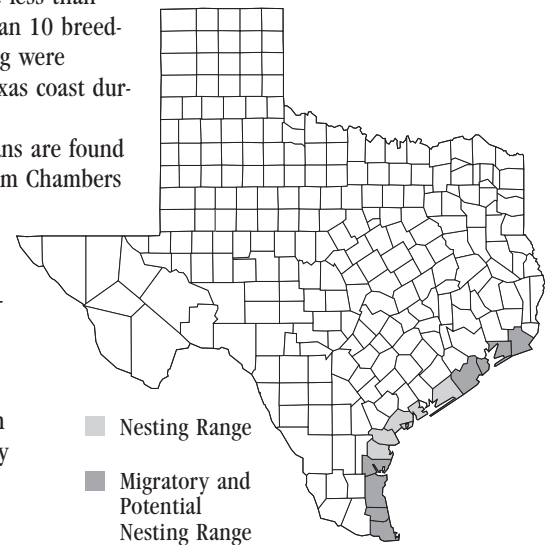 less than
an 10 breed-
g were
xas coast dur-
ns are found
m Chambers
-
n
y
Nesting Range
Migratory and
Potential
Nesting Range